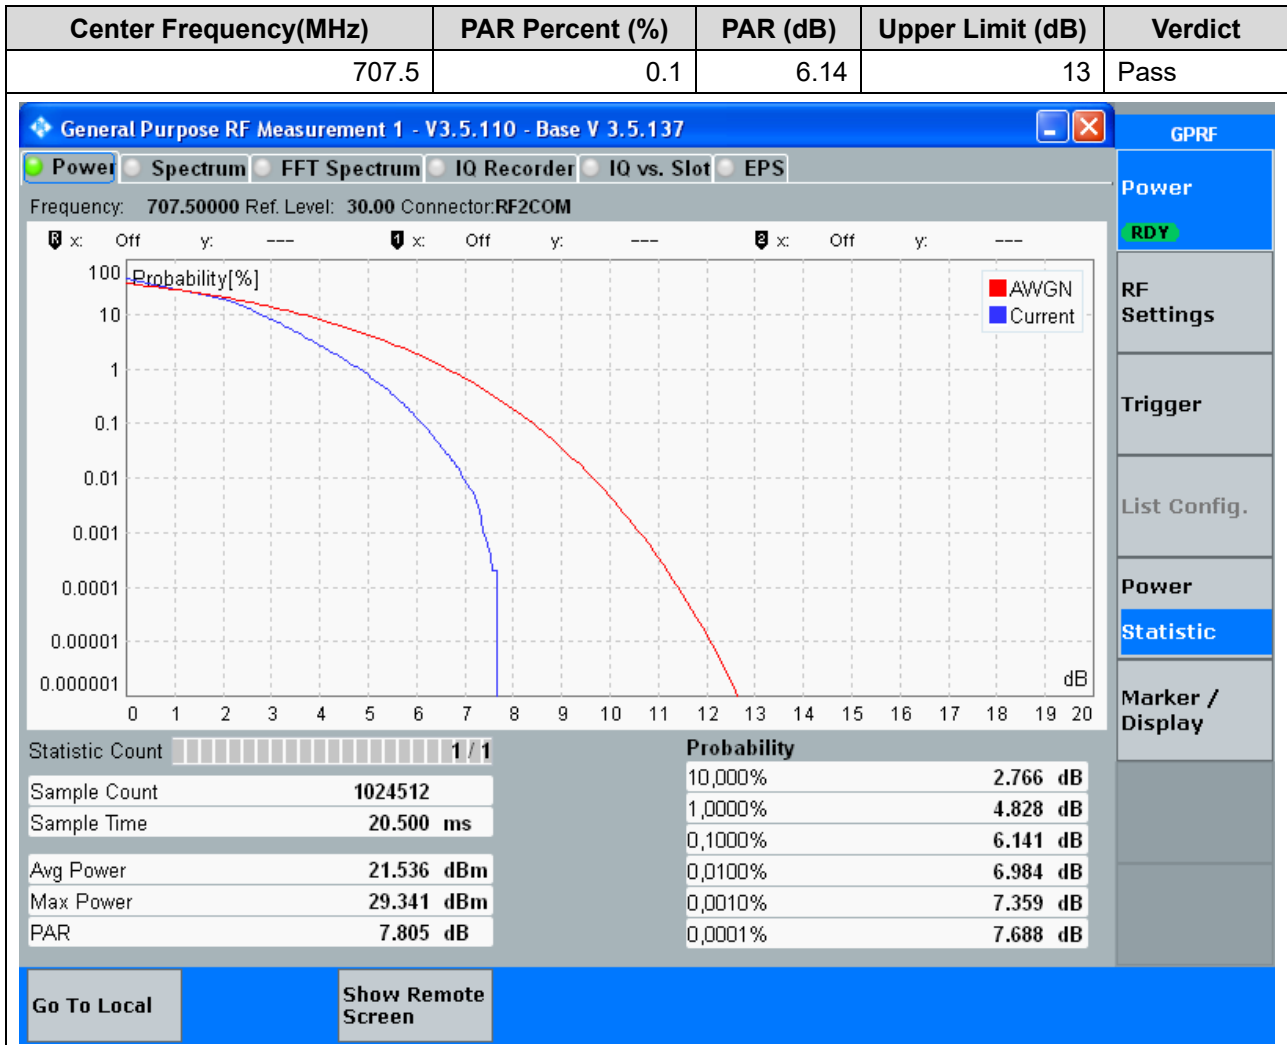 Center Frequency(MHz) PAR Percent (%) PAR (dB) Upper Limit (dB) Verdict
707.5 0.1 6.14 13 Pass
General Purpose RF Measurement 1 - V3.5.110 - Base V 3.5.137
GPRF
Power Spectrum FFT Spectrum IQ Recorder IQ vs. Slot EPS
Frequency: 707.50000 Ref. Level: 30.00 Connector:RF2COM
R x: Off y: --- 1 x: Off y: --- 2 x: Off y: ---
Probability[%]
AWGN
Current
100
10
1
0.1
0.01
0.001
0.0001
0.00001
0.000001
dB
0 1 2 3 4 5 6 7 8 9 10 11 12 13 14 15 16 17 18 19 20
Statistic Count 1 / 1
Sample Count 1024512
Sample Time 20.500 ms
Avg Power 21.536 dBm
Max Power 29.341 dBm
PAR 7.805 dB
Probability
10,000% 2.766 dB
1,0000% 4.828 dB
0,1000% 6.141 dB
0,0100% 6.984 dB
0,0010% 7.359 dB
0,0001% 7.688 dB
Power
RDY
RF
Settings
Trigger
List Config.
Power
Statistic
Marker /
Display
Go To Local
Show Remote
Screen